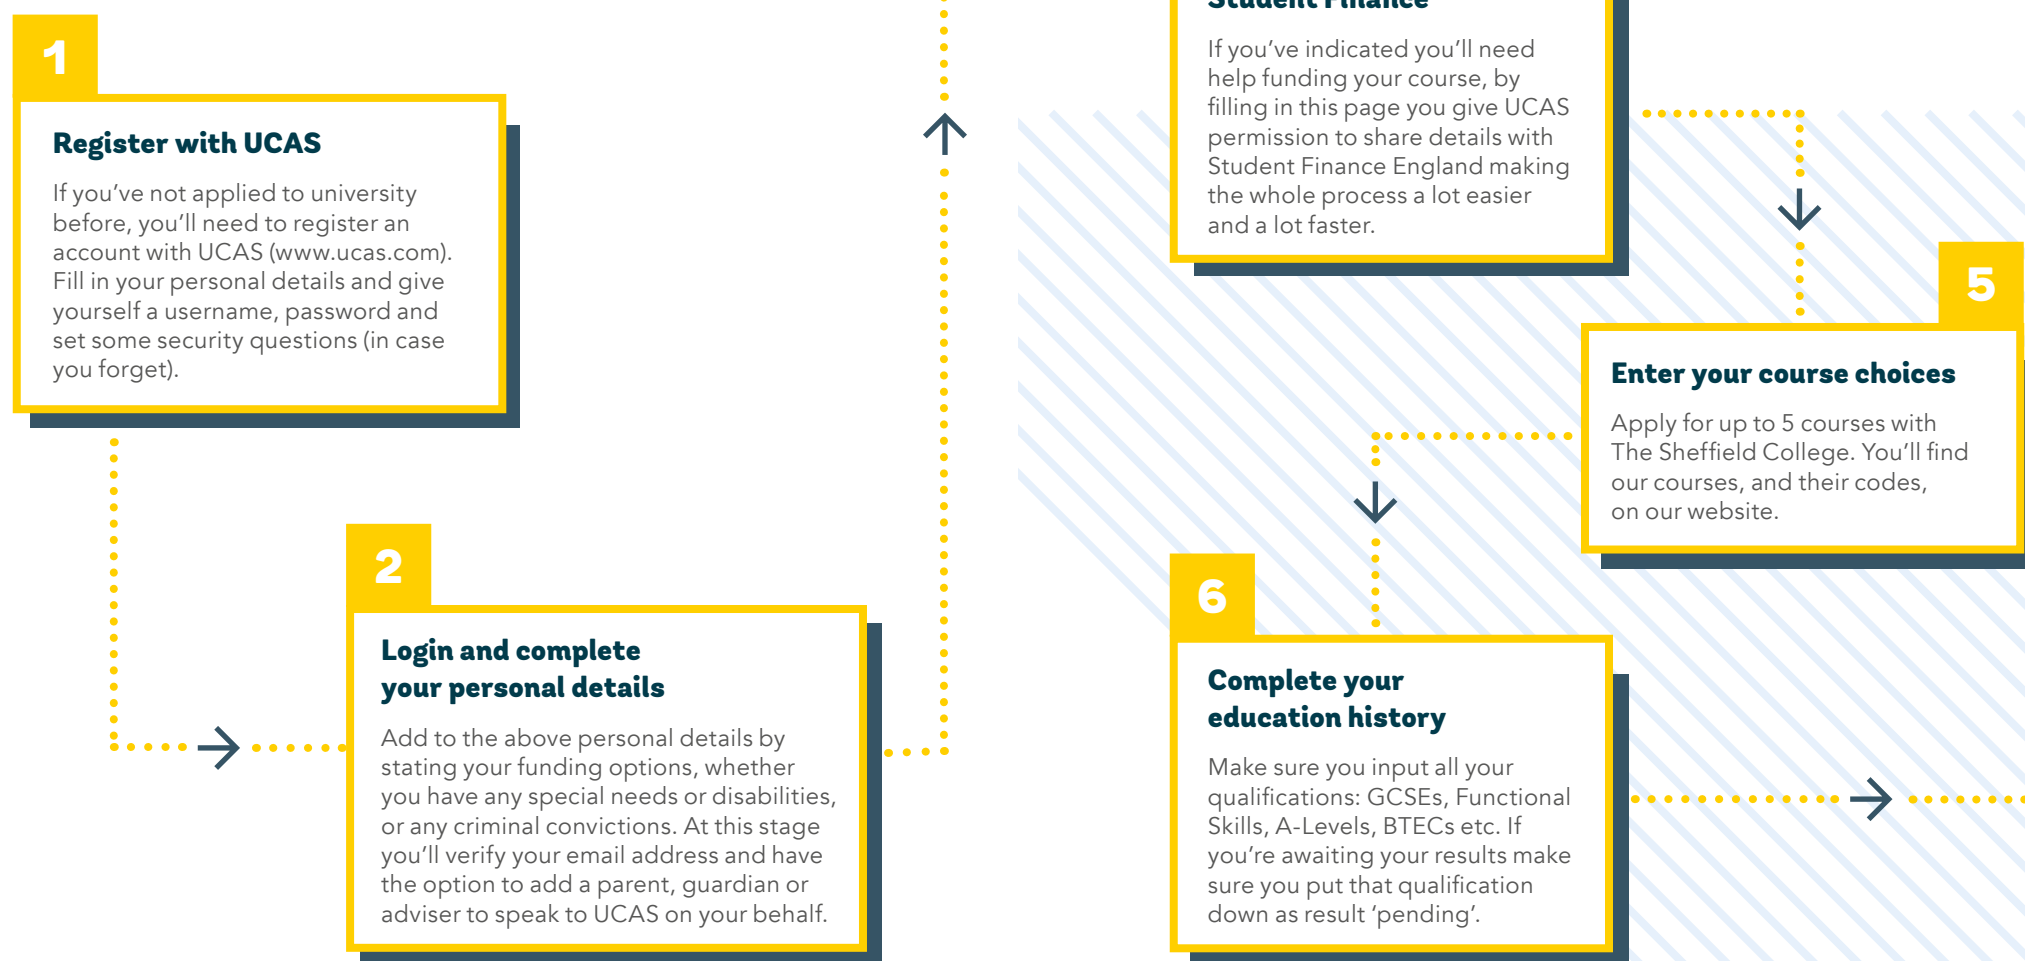 1
Register with UCAS
If you’ve not applied to university
before, you’ll need to register an
account with UCAS (www.ucas.com).
Fill in your personal details and give
yourself a username, password and
set some security questions (in case
you forget).
2
Login and complete
your personal details
Add to the above personal details by
stating your funding options, whether
you have any special needs or disabilities,
or any criminal convictions. At this stage
you’ll verify your email address and have
the option to add a parent, guardian or
adviser to speak to UCAS on your behalf.
Student Finance
If you’ve indicated you’ll need
help funding your course, by
filling in this page you give UCAS
permission to share details with
Student Finance England making
the whole process a lot easier
and a lot faster.
5
Enter your course choices
Apply for up to 5 courses with
The Sheffield College. You’ll find
our courses, and their codes,
on our website.
6
Complete your
education history
Make sure you input all your
qualifications: GCSEs, Functional
Skills, A-Levels, BTECs etc. If
you’re awaiting your results make
sure you put that qualification
down as result ‘pending’.